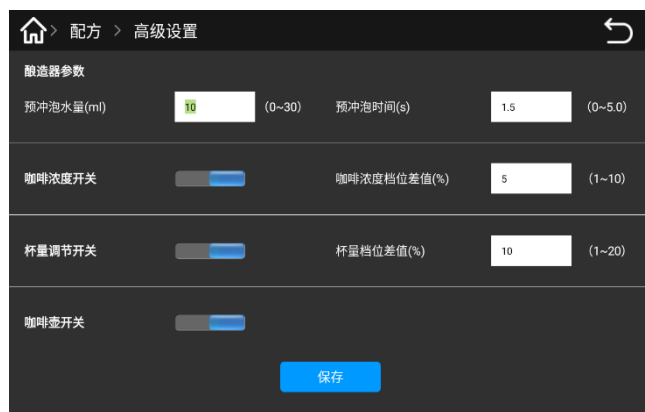 配方 > 高级设置
酿造器参数
预冲泡水量(ml) 10 (0~30) 预冲泡时间(s) 1.5 (0~5.0)
咖啡浓度开关 咖啡浓度档位差值(%) 5 (1~10)
杯量调节开关 杯量档位差值(%) 10 (1~20)
咖啡壶开关
保存